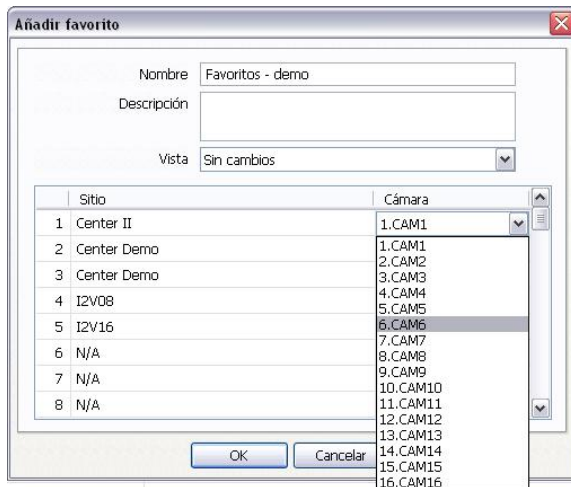 Añadir favorito
Nombre Favoritos - demo
Descripción
Vista Sin cambios
Sitio Cámara
1 Center II 1.CAM1
2 Center Demo
3 Center Demo
4 I2V08
5 I2V16
6 N/A
7 N/A
8 N/A
1.CAM1
2.CAM2
3.CAM3
4.CAM4
5.CAM5
6.CAM6
7.CAM7
8.CAM8
9.CAM9
10.CAM10
11.CAM11
12.CAM12
13.CAM13
14.CAM14
15.CAM15
16.CAM16
OK Cancelar